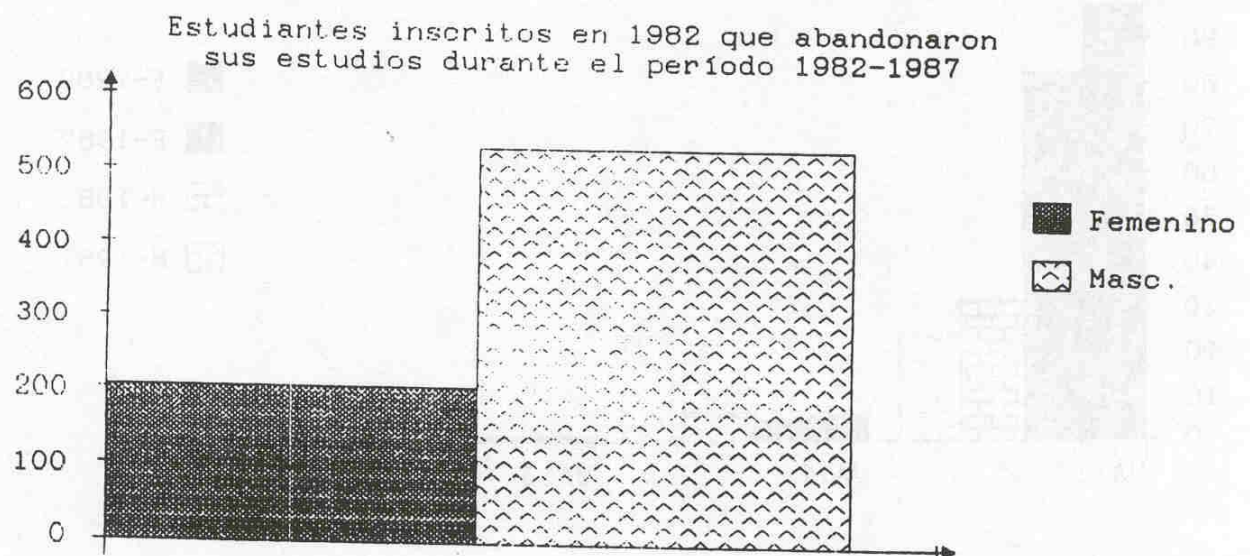 Estudiantes inscritos en 1982 que abandonaron
sus estudios durante el período 1982-1987
600
500
400
300
200
100
0
Femenino
Masc.